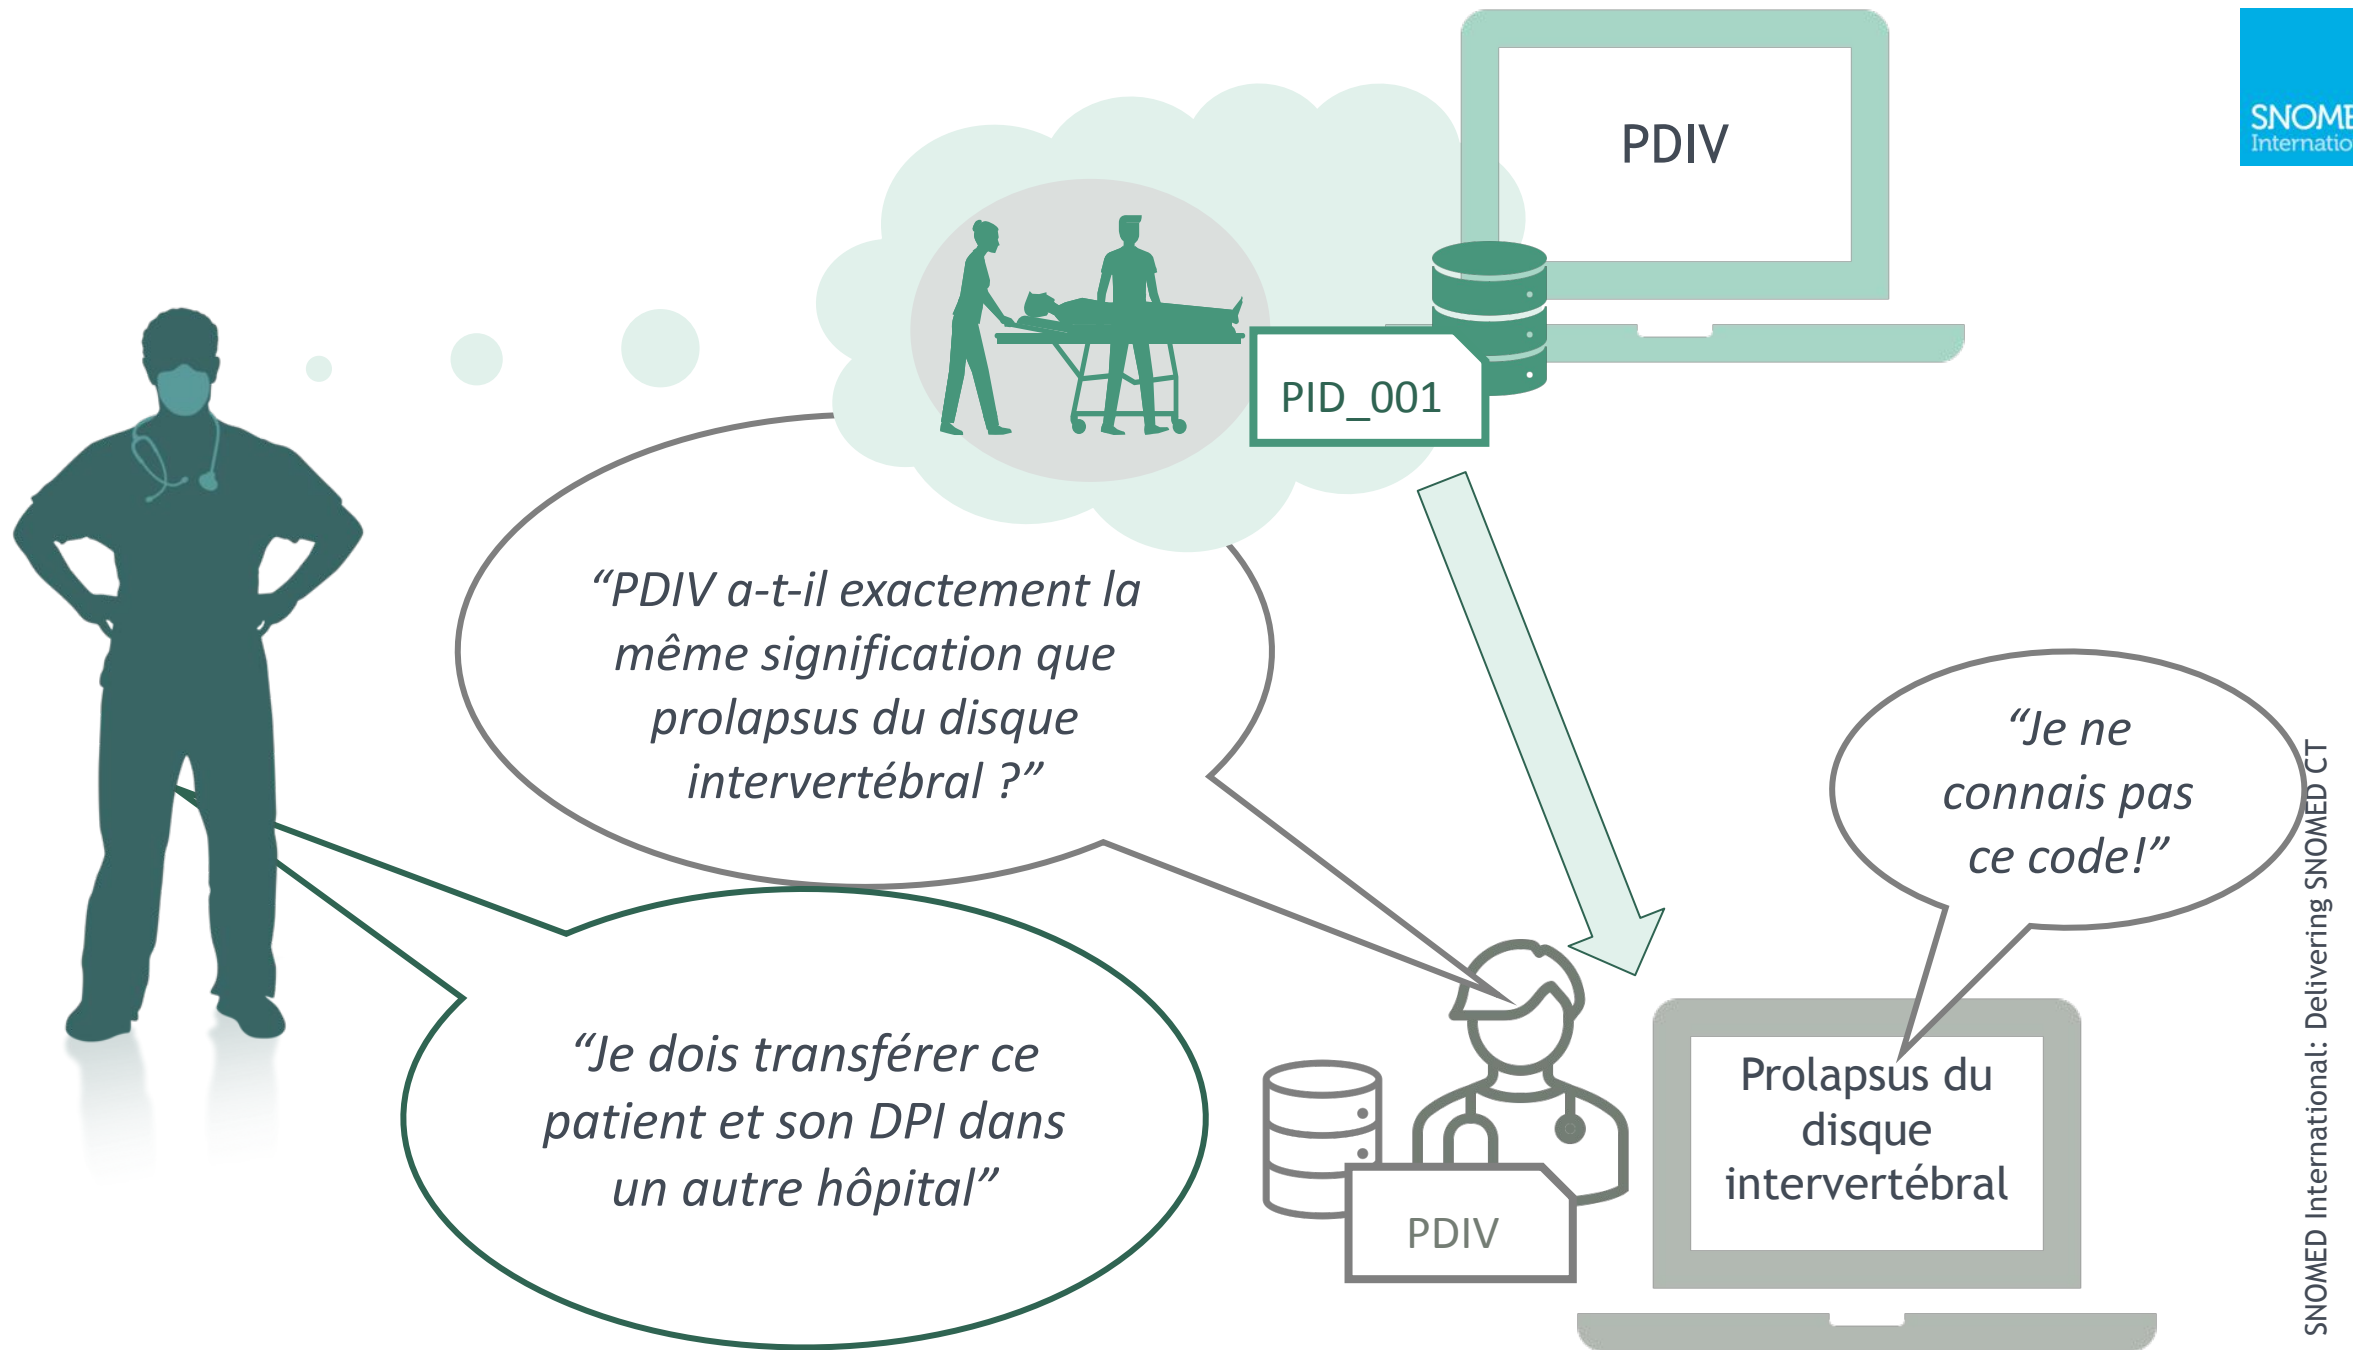 PDIV
SNOME
Internatio
PID_001
“PDIV a-t-il exactement la
même signification que
prolapsus du disque
intervertébral ?”
“Je ne
connais pas
ce code!”
“Je dois transférer ce
patient et son DPI dans
un autre hôpital”
Prolapsus du
disque
intervertébral
PDIV
SNOMED International: Delivering SNOMED CT